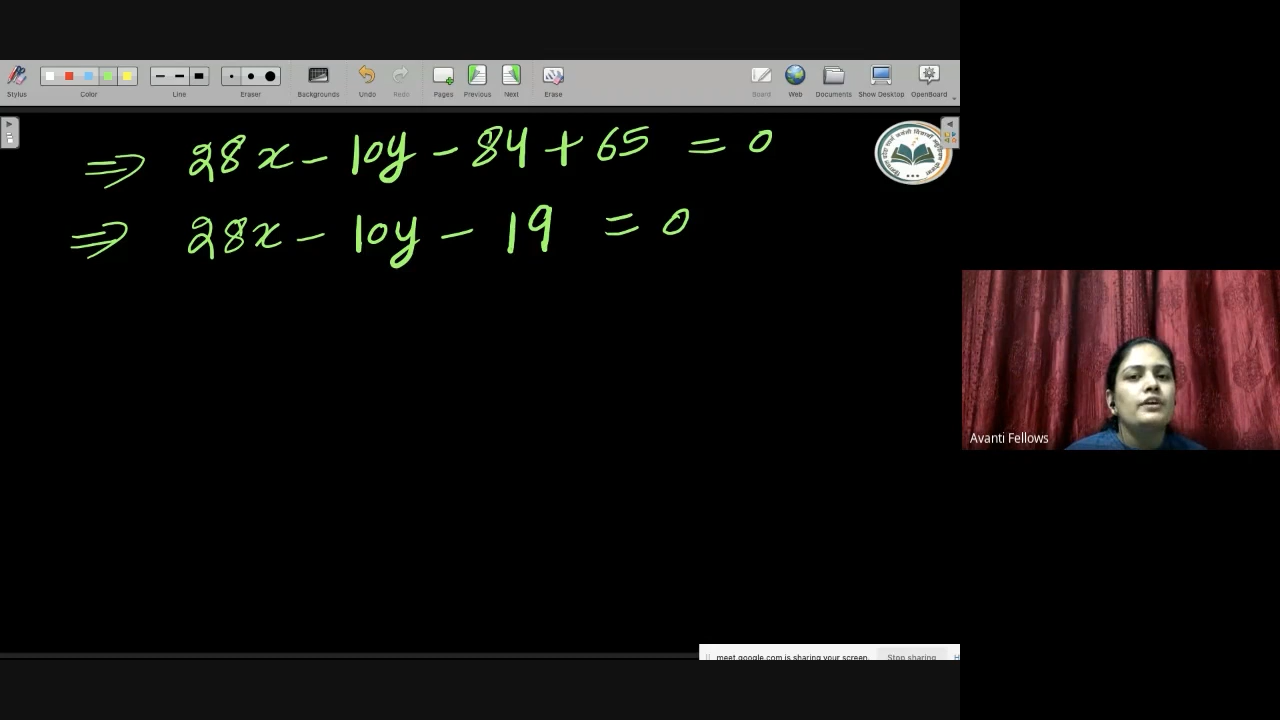 Stylus Color Line Eraser Backgrounds Undo Redo Pages Previous Next Erase Board Web Documents Show Desktop OpenBoard
⇒ 28x - 10y - 84 + 65 = 0
⇒ 28x - 10y - 19 = 0
Avanti Fellows
meet.google.com is sharing your screen. Stop sharing